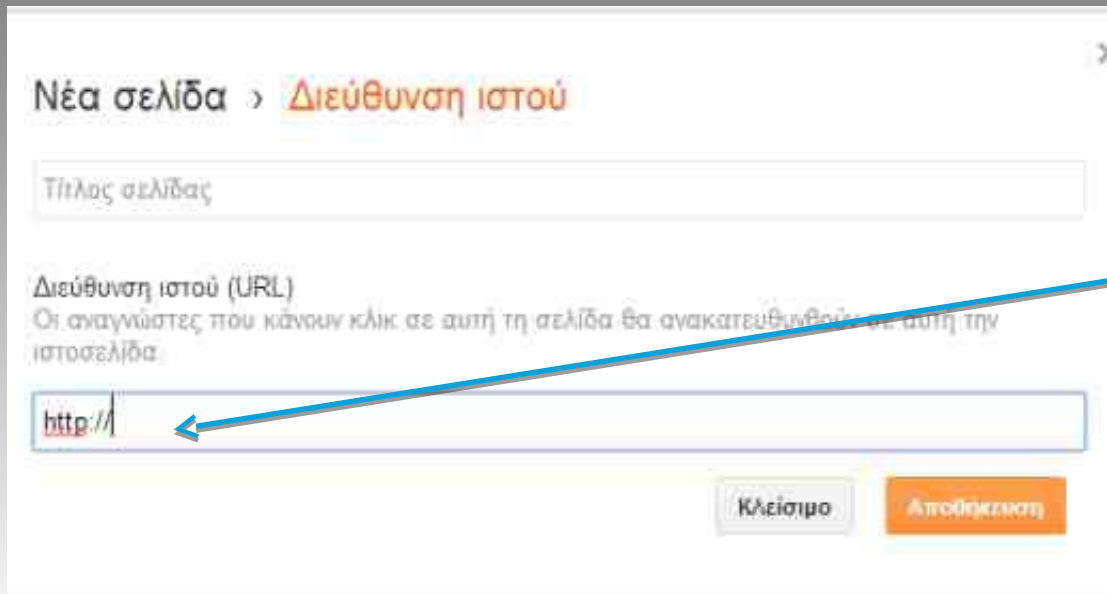 Νέα σελίδα › Διεύθυνση ιστού
Τίτλος σελίδας
Διεύθυνση ιστού (URL)
Οι αναγνώστες που κάνουν κλικ σε αυτή τη σελίδα θα ανακατευθυνθούν σε αυτή την
ιστοσελίδα
http://
Κλείσιμο
Αποθήκευση